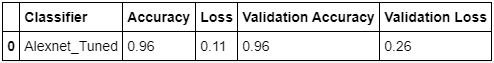 Classifier Accuracy Loss Validation Accuracy Validation Loss
0 Alexnet_Tuned 0.96 0.11 0.96 0.26